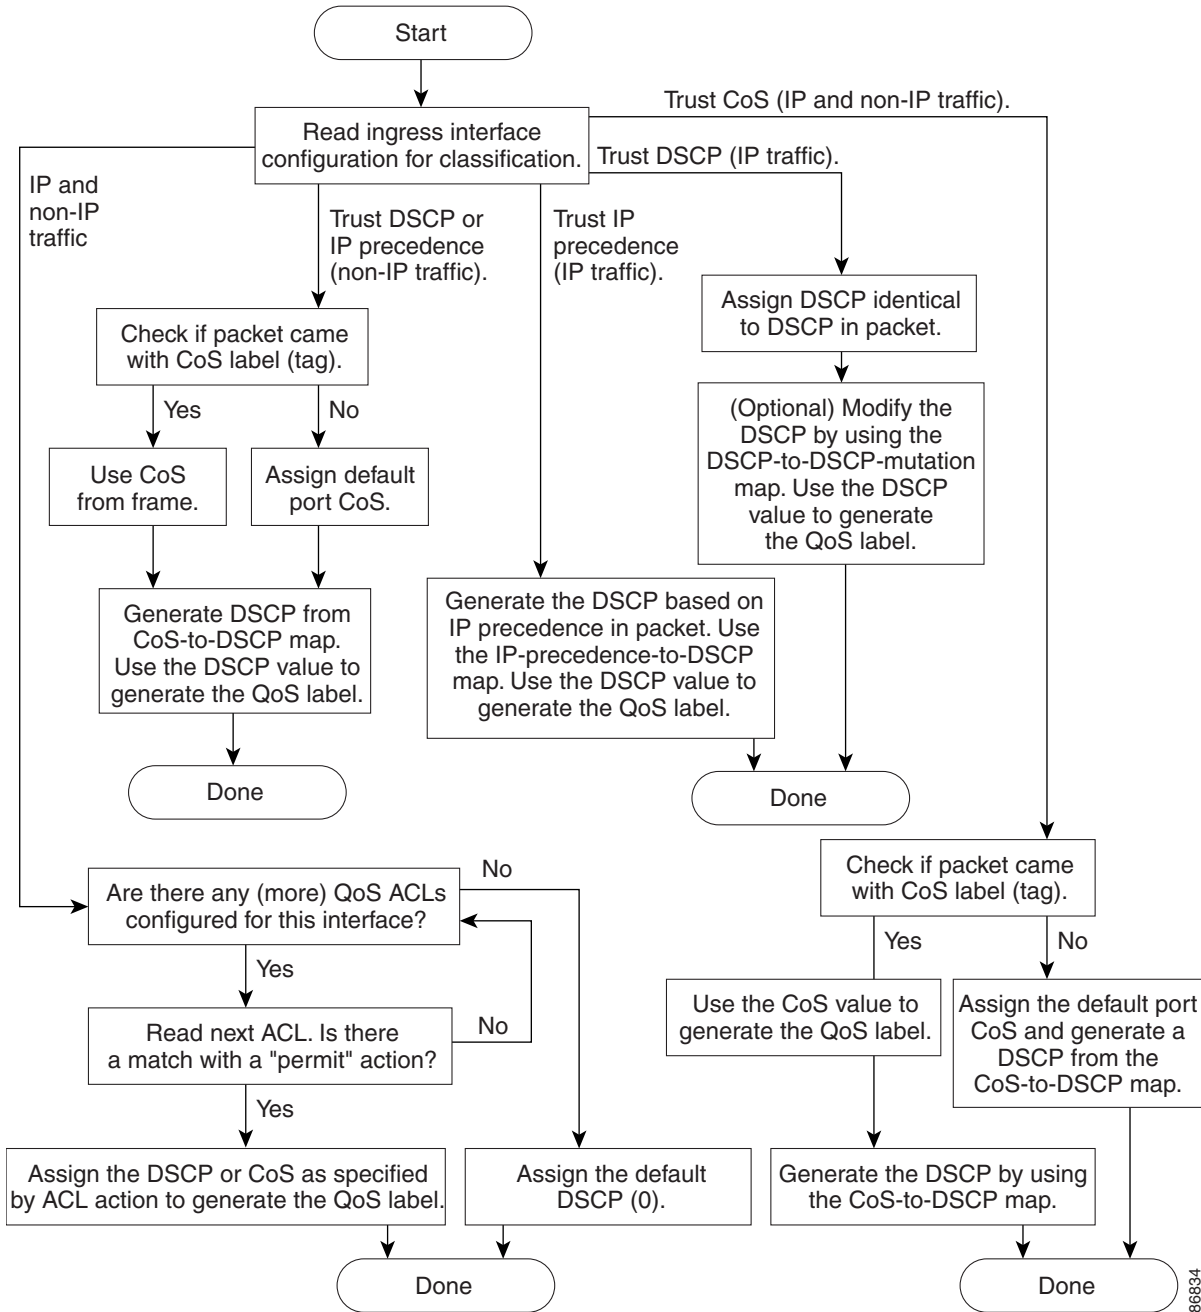 Start
Trust CoS (IP and non-IP traffic).
Read ingress interface
configuration for classification.
Trust DSCP (IP traffic).
IP and
non-IP
traffic
Trust DSCP or
IP precedence
(non-IP traffic).
Trust IP
precedence
(IP traffic).
Assign DSCP identical
to DSCP in packet.
Check if packet came
with CoS label (tag).
Yes
No
(Optional) Modify the
DSCP by using the
DSCP-to-DSCP-mutation
map. Use the DSCP
value to generate
the QoS label.
Use CoS
from frame.
Assign default
port CoS.
Generate DSCP from
CoS-to-DSCP map.
Use the DSCP value to
generate the QoS label.
Generate the DSCP based on
IP precedence in packet. Use
the IP-precedence-to-DSCP
map. Use the DSCP value to
generate the QoS label.
Done
Done
Are there any (more) QoS ACLs
configured for this interface?
No
Check if packet came
with CoS label (tag).
Yes
Yes
No
Read next ACL. Is there
a match with a "permit" action?
No
Use the CoS value to
generate the QoS label.
Assign the default port
CoS and generate a
DSCP from the
CoS-to-DSCP map.
Yes
Assign the DSCP or CoS as specified
by ACL action to generate the QoS label.
Assign the default
DSCP (0).
Generate the DSCP by using
the CoS-to-DSCP map.
Done
Done
86834